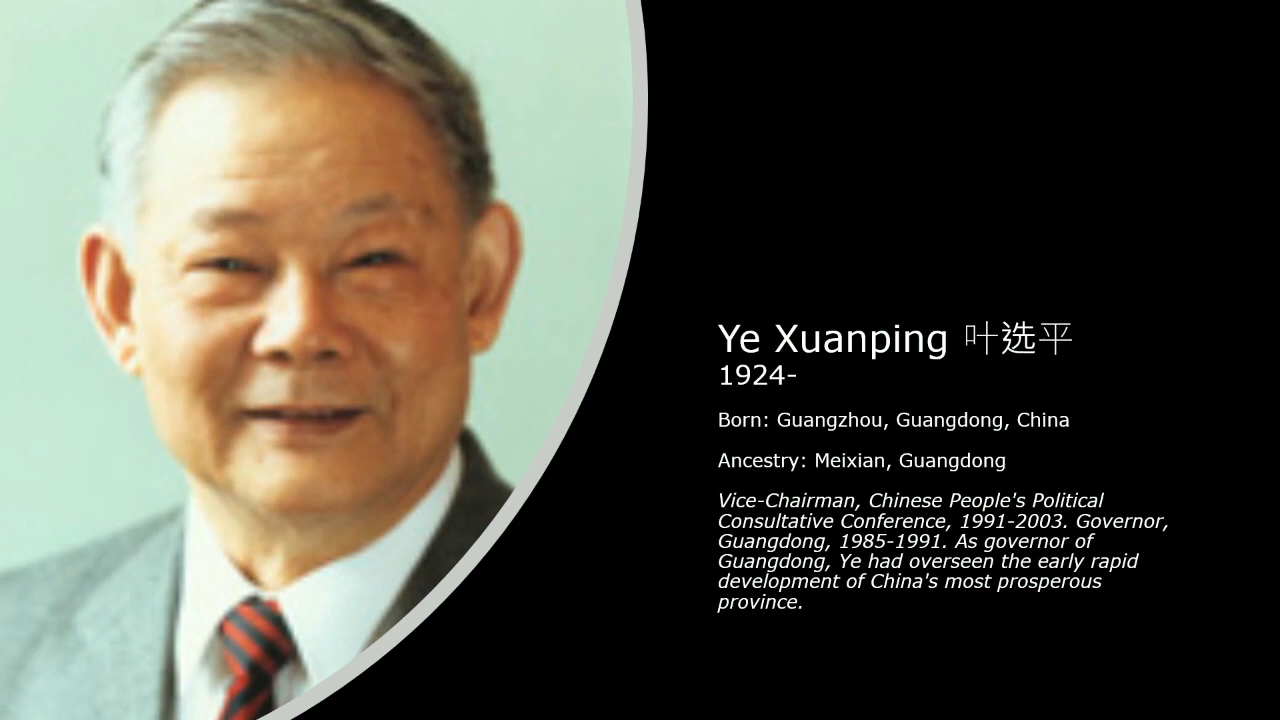 Ye Xuanping 叶选平
1924-
Born: Guangzhou, Guangdong, China
Ancestry: Meixian, Guangdong
Vice-Chairman, Chinese People's Political
Consultative Conference, 1991-2003. Governor,
Guangdong, 1985-1991. As governor of
Guangdong, Ye had overseen the early rapid
development of China's most prosperous
province.